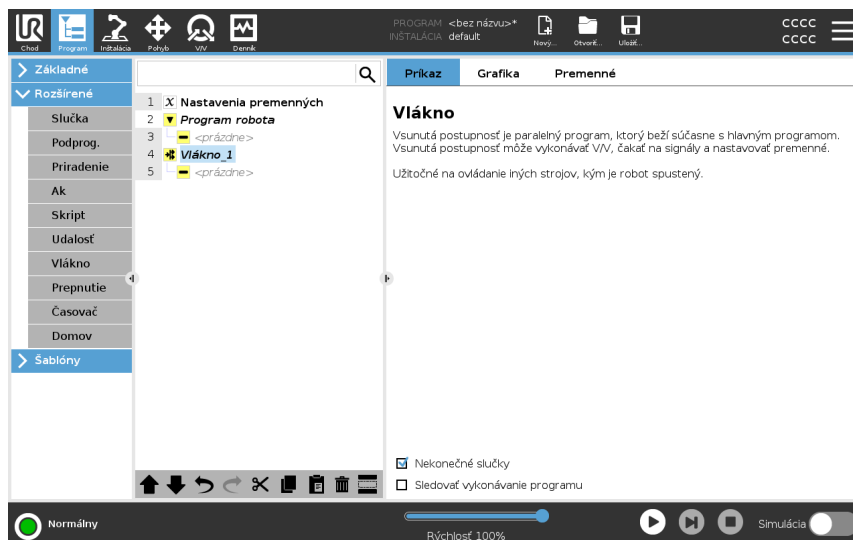 UR
Chod
Program
Inštalácia
Pohyb
V/V
Denník
PROGRAM <bez názvu>*
INŠTALÁCIA default
Nový...
Otvoriť...
Uložiť...
CCCC
CCCC
Základné
Rozšírené
Slučka
Podprog.
Priradenie
Ak
Skript
Udalosť
Vlákno
Prepnutie
Časovač
Domov
Šablóny
1 X Nastavenia premenných
2 Program robota
3 <prázdne>
4 Vlákno_1
5 <prázdne>
Príkaz Grafika Premenné
Vlákno
Vsunutá postupnosť je paralelný program, ktorý beží súčasne s hlavným programom.
Vsunutá postupnosť môže vykonávať V/V, čakať na signály a nastavovať premenné.
Užitočné na ovládanie iných strojov, kým je robot spustený.
Nekonečné slučky
Sledovať vykonávanie programu
Normálny
Rýchlosť 100%
Simulácia